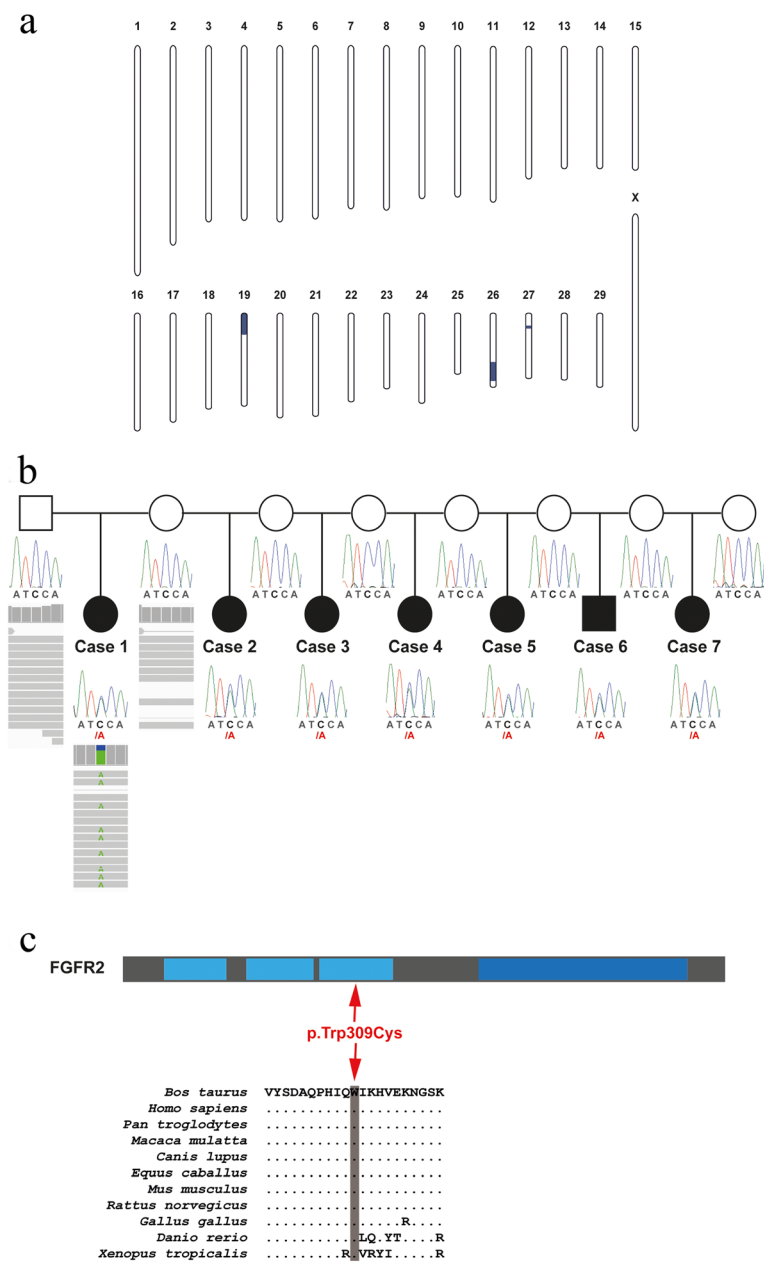 a
1 2 3 4 5 6 7 8 9 10 11 12 13 14 15
X
16 17 18 19 20 21 22 23 24 25 26 27 28 29
b
ATCCA ATCCA ATCCA ATCCA ATCCA ATCCA ATCCA ATCCA
Case 1 Case 2 Case 3 Case 4 Case 5 Case 6 Case 7
ATCCA ATCCA ATCCA ATCCA ATCCA ATCCA ATCCA
/A /A /A /A /A /A /A
A
A
A
A
A
A
A
A
A
c
FGFR2
p.Trp309Cys
Bos taurus VYSDAQPHIQWIKHVEKNGSK
Homo sapiens .....................
Pan troglodytes .....................
Macaca mulatta .....................
Canis lupus .....................
Equus caballus .....................
Mus musculus .....................
Rattus norvegicus .....................
Gallus gallus ................R....
Danio rerio ...........LQ.YT....R
Xenopus tropicalis .........R.VRYI.....R